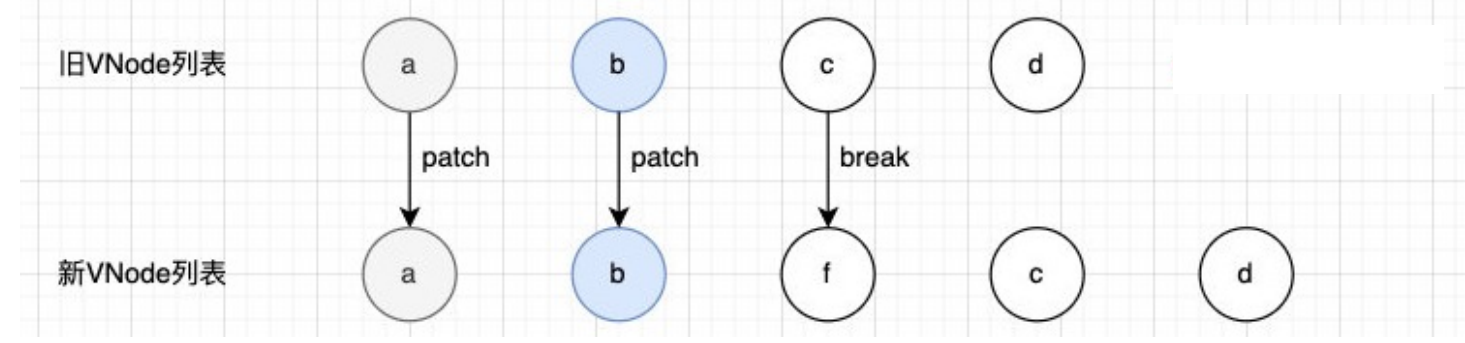 旧VNode列表 a b c d
patch patch break
新VNode列表 a b f c d